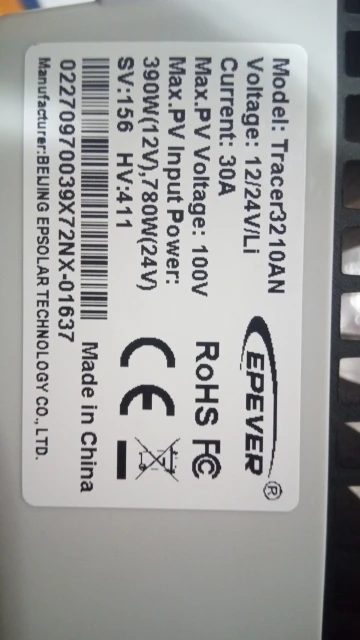 Model: Tracer3210AN
Voltage: 12/24V/Li
Current: 30A
Max.PV Voltage: 100V
Max.PV Input Power:
390W(12V),780W(24V)
SV:156 HV:411
EPEVER®
RoHS FC
CE
02270970039X72NX-01637
Made in China
Manufacturer:BEIJING EPSOLAR TECHNOLOGY CO., LTD.